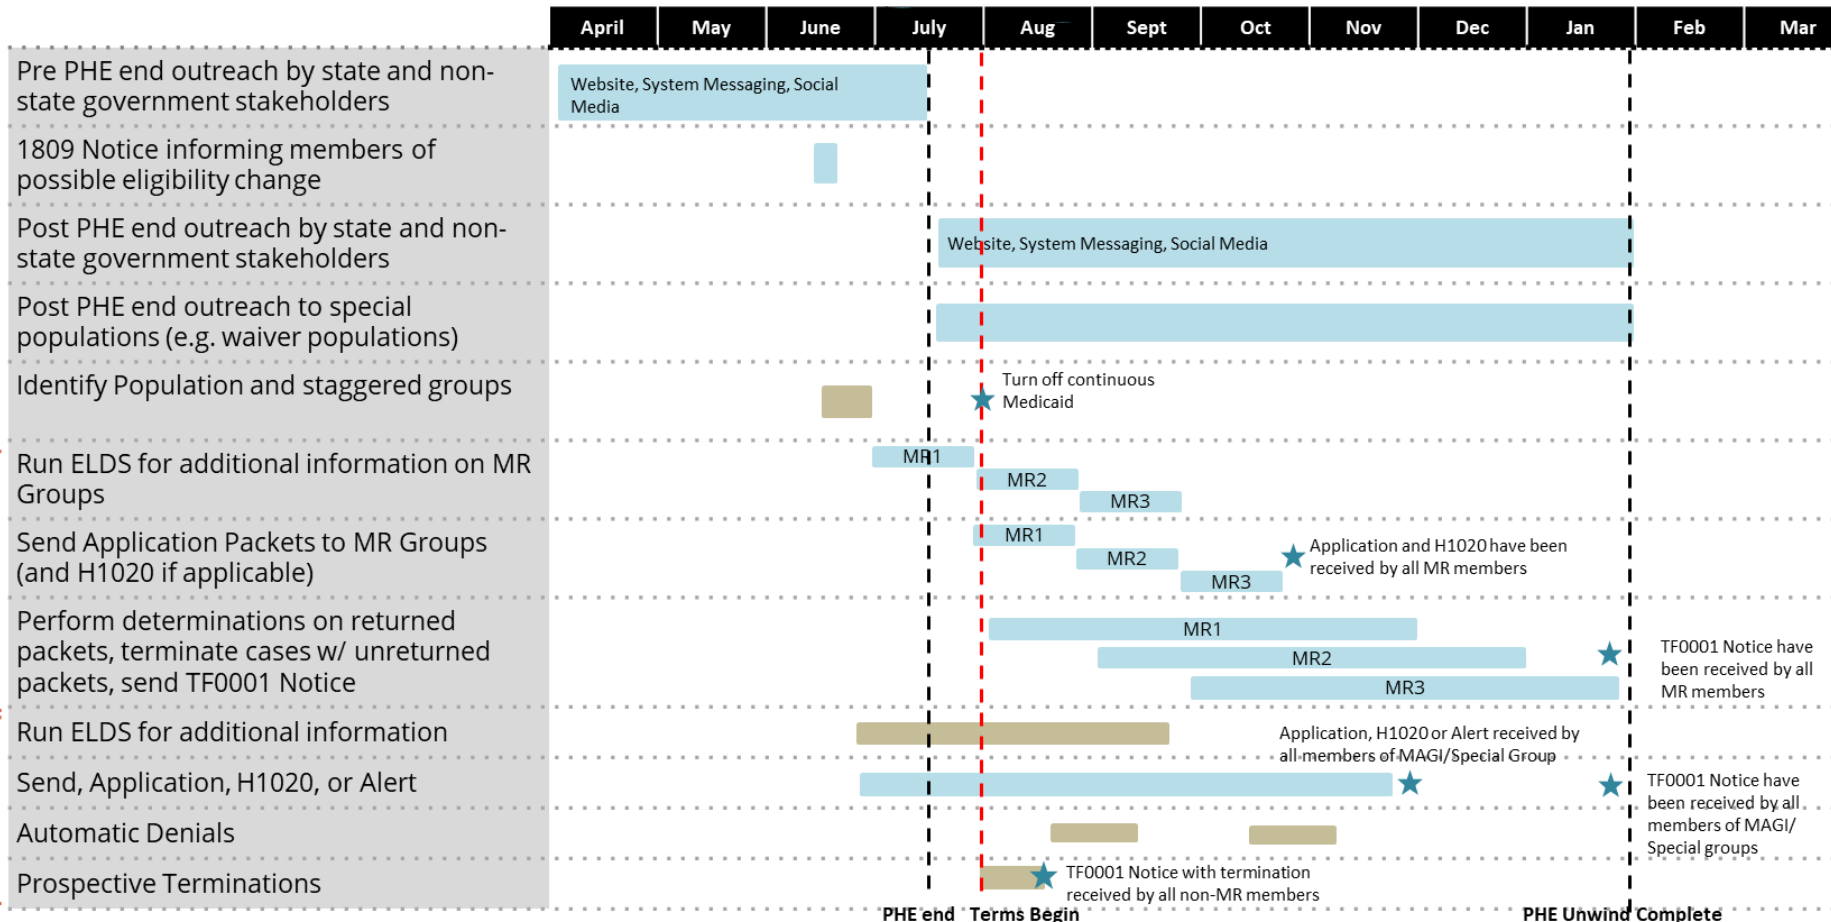 April May June July Aug Sept Oct Nov Dec Jan Feb Mar
Pre PHE end outreach by state and non-
state government stakeholders
Website, System Messaging, Social
Media
1809 Notice informing members of
possible eligibility change
Post PHE end outreach by state and non-
state government stakeholders
Website, System Messaging, Social Media
Post PHE end outreach to special
populations (e.g. waiver populations)
Identify Population and staggered groups
Turn off continuous
Medicaid
Run ELDS for additional information on MR
Groups
MR1
MR2
MR3
Send Application Packets to MR Groups
(and H1020 if applicable)
MR1
MR2
MR3
Application and H1020 have been
received by all MR members
Perform determinations on returned
packets, terminate cases w/ unreturned
packets, send TF0001 Notice
MR1
MR2
MR3
TF0001 Notice have
been received by all
MR members
Run ELDS for additional information
Application, H1020 or Alert received by
all members of MAGI/Special Group
Send, Application, H1020, or Alert
TF0001 Notice have
been received by all
members of MAGI/
Special groups
Automatic Denials
Prospective Terminations
TF0001 Notice with termination
received by all non-MR members
PHE end Terms Begin PHE Unwind Complete